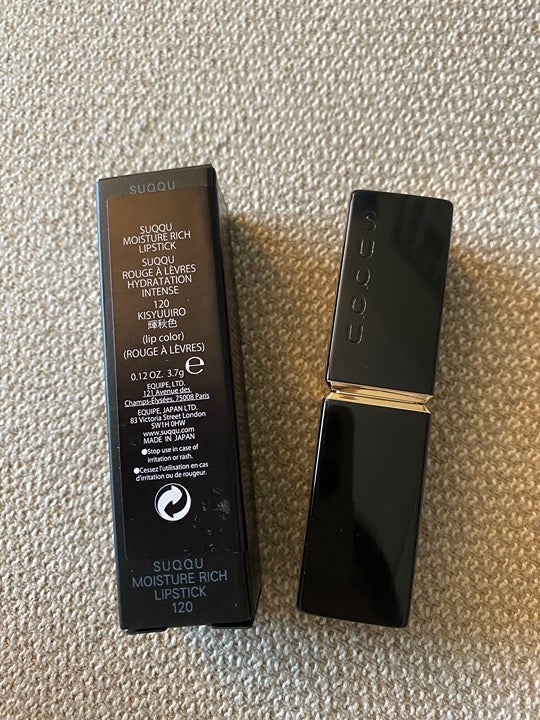 SUQQU
SUQQU
MOISTURE RICH
LIPSTICK
SUQQU
ROUGE À LÈVRES
HYDRATATION
INTENSE
120
KISYUUIRO
輝秋色
(lip color)
(ROUGE À LÈVRES)
0.12 OZ. 3.7g ℮
EQUIPE, LTD.
121 Avenue des
Champs-Élysées, 75008 Paris
EQUIPE, JAPAN LTD.
83 Victoria Street London
SW1H 0HW
www.suqqu.com
MADE IN JAPAN
●Stop use in case of
irritation or rash.
●Cessez l'utilisation en cas
d'irritation ou de rougeur.
SUQQU
MOISTURE RICH
LIPSTICK
120
SUQQU